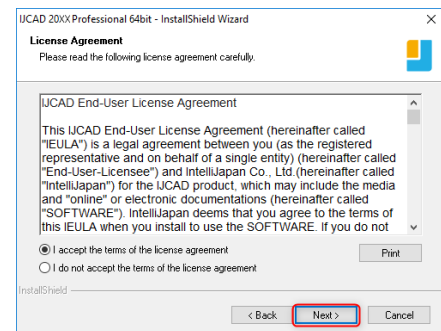 IJCAD 20XX Professional 64bit - InstallShield Wizard
License Agreement
Please read the following license agreement carefully.
IJCAD End-User License Agreement
This IJCAD End-User License Agreement (hereinafter called
"IEULA") is a legal agreement between you (as the registered
representative and on behalf of a single entity) (hereinafter called
"End-User-Licensee") and IntelliJapan Co., Ltd.(hereinafter called
"IntelliJapan") for the IJCAD product, which may include the media
and "online" or electronic documentations (hereinafter called
"SOFTWARE"). IntelliJapan deems that you agree to the terms of
this IEULA when you install to use the SOFTWARE. If you do not
I accept the terms of the license agreement
Print
I do not accept the terms of the license agreement
InstallShield
< Back Next > Cancel